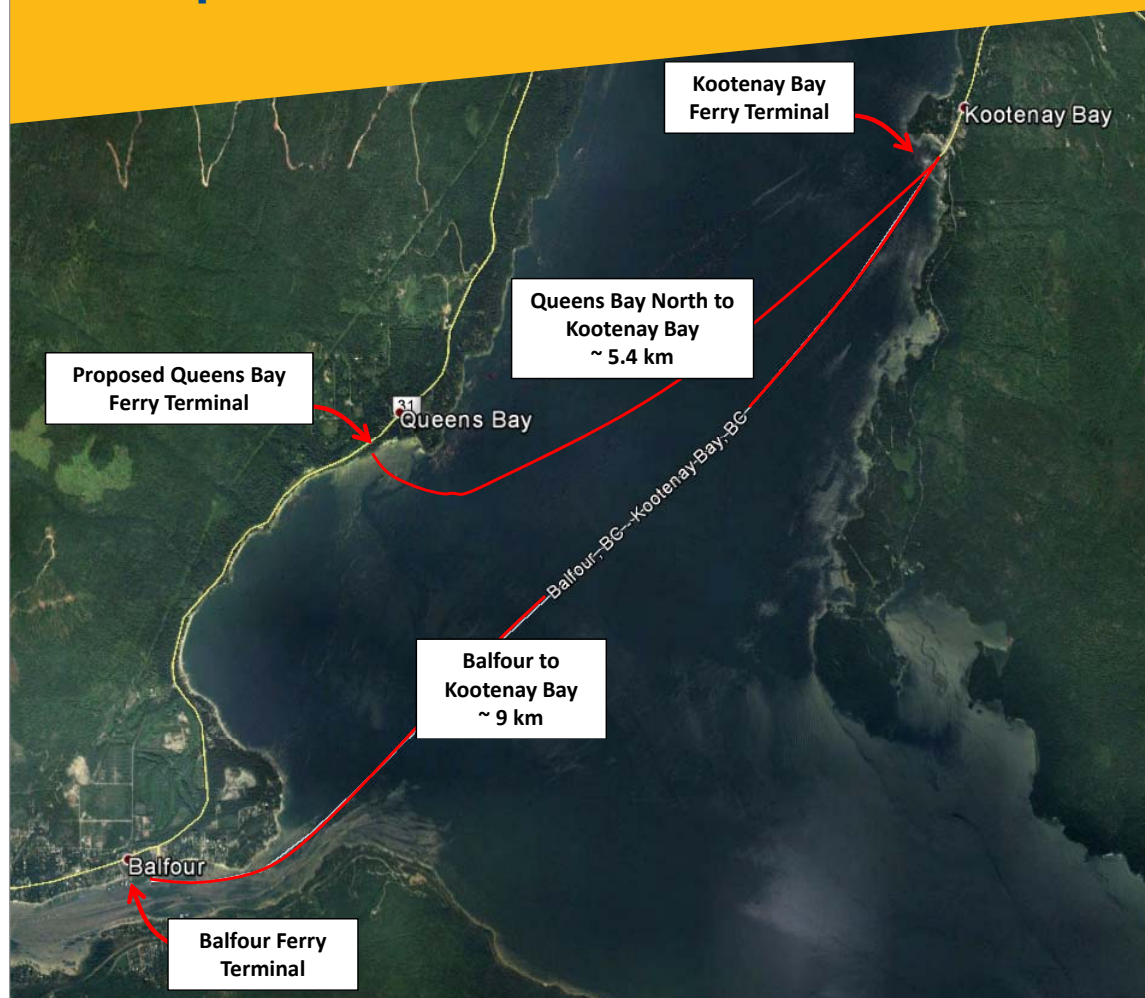 Kootenay Bay
Ferry Terminal
Kootenay Bay
Queens Bay North to
Kootenay Bay
~ 5.4 km
Proposed Queens Bay
Ferry Terminal
31
Queens Bay
Balfour, BC - Kootenay Bay, BC
Balfour to
Kootenay Bay
~ 9 km
Balfour
Balfour Ferry
Terminal